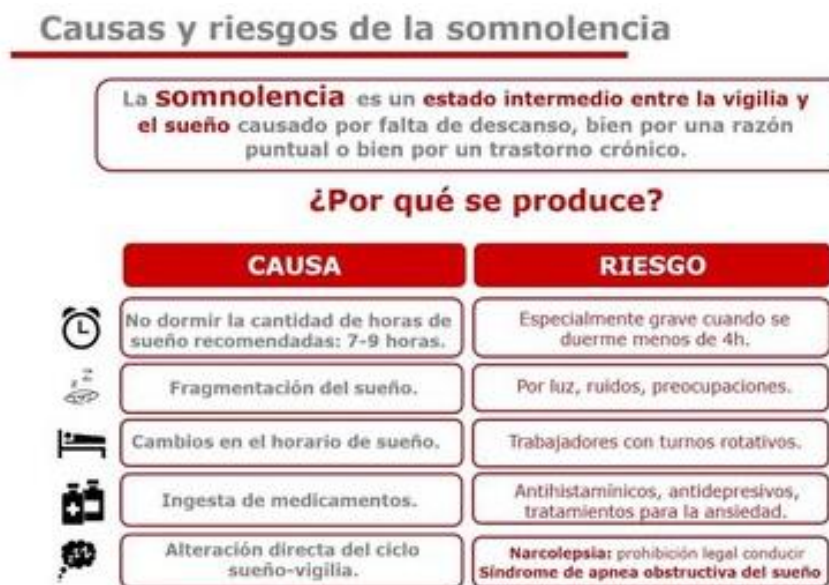 Causas y riesgos de la somnolencia
La somnolencia es un estado intermedio entre la vigilia y
el sueño causado por falta de descanso, bien por una razón
puntual o bien por un trastorno crónico.
¿Por qué se produce?
CAUSA
RIESGO
No dormir la cantidad de horas de
sueño recomendadas: 7-9 horas.
Especialmente grave cuando se
duerme menos de 4h.
Fragmentación del sueño.
Por luz, ruidos, preocupaciones.
Cambios en el horario de sueño.
Trabajadores con turnos rotativos.
Ingesta de medicamentos.
Antihistamínicos, antidepresivos,
tratamientos para la ansiedad.
Alteración directa del ciclo
sueño-vigilia.
Narcolepsia: prohibición legal conducir
Síndrome de apnea obstructiva del sueño